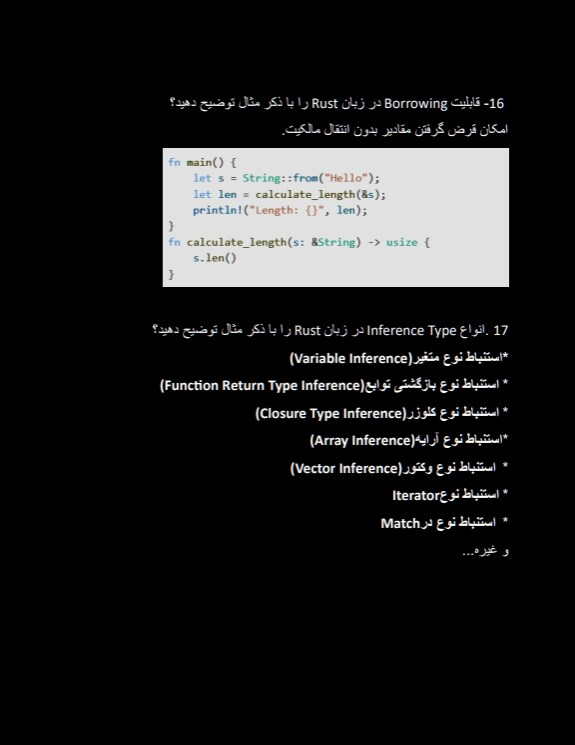 16- قابلیت Borrowing در زبان Rust را با ذکر مثال توضیح دهید؟
امکان قرض گرفتن مقادیر بدون انتقال مالکیت.
fn main() {
    let s = String::from("Hello");
    let len = calculate_length(&s);
    println!("Length: {}", len);
}
fn calculate_length(s: &String) -> usize {
    s.len()
}
17 .انواع Inference Type در زبان Rust را با ذکر مثال توضیح دهید؟
*استنباط نوع متغیر(Variable Inference)
* استنباط نوع بازگشتی توابع(Function Return Type Inference)
* استنباط نوع کلوزر(Closure Type Inference)
*استنباط نوع آرایه(Array Inference)
* استنباط نوع وکتور(Vector Inference)
* استنباط نوعIterator
* استنباط نوع درMatch
و غیره...